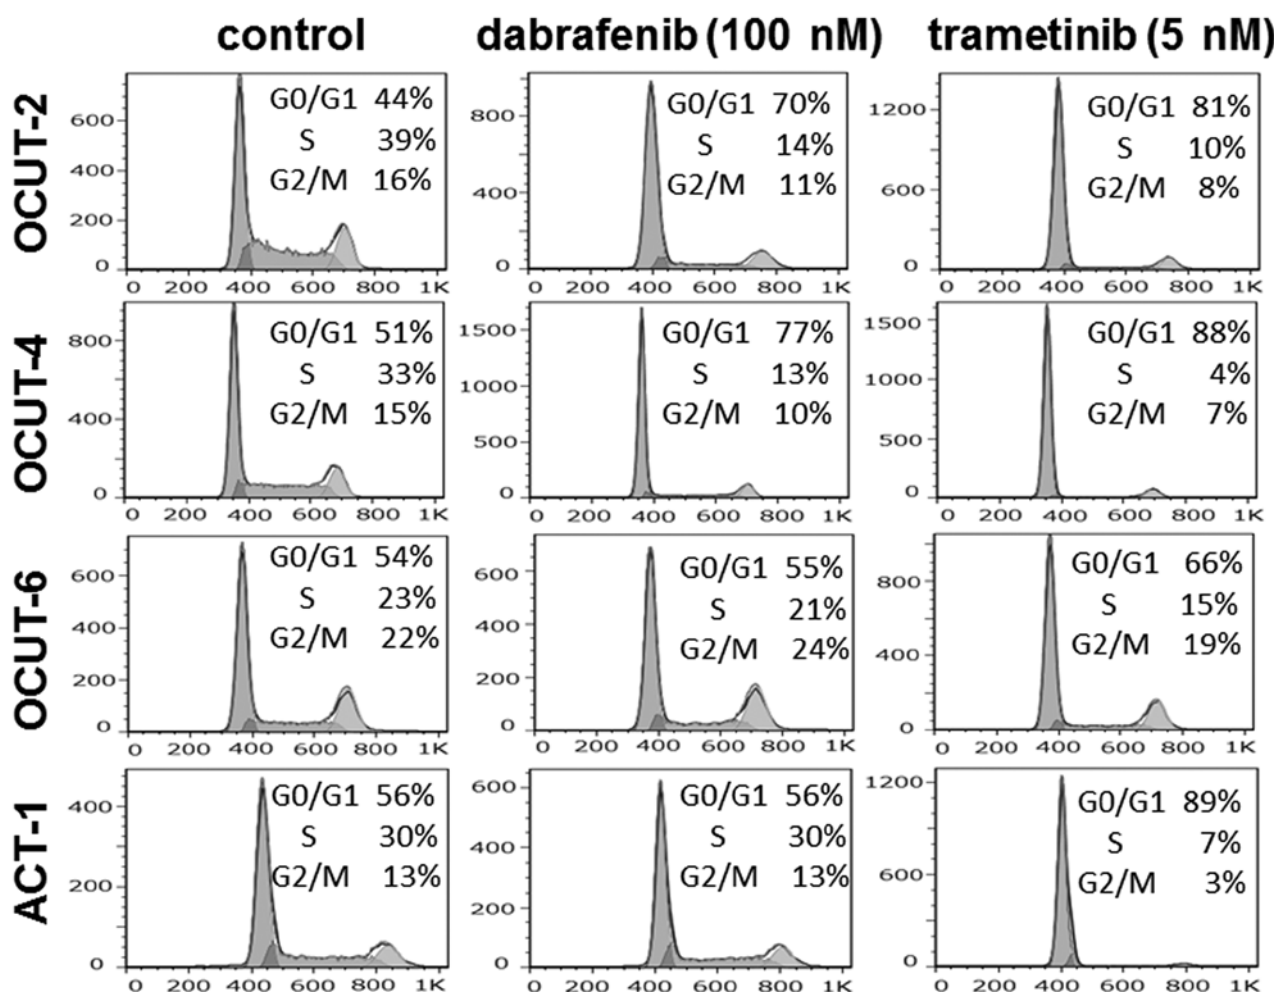 control dabrafenib (100 nM) trametinib (5 nM)
OCUT-2
600
400
200
0
0 200 400 600 800 1K
G0/G1 44%
S 39%
G2/M 16%
800
400
0
0 200 400 600 800 1K
G0/G1 70%
S 14%
G2/M 11%
1200
600
0
0 200 400 600 800 1K
G0/G1 81%
S 10%
G2/M 8%
OCUT-4
800
400
0
0 200 400 600 800 1K
G0/G1 51%
S 33%
G2/M 15%
1500
1000
500
0
0 200 400 600 800 1K
G0/G1 77%
S 13%
G2/M 10%
1500
1000
500
0
0 200 400 600 800 1K
G0/G1 88%
S 4%
G2/M 7%
OCUT-6
600
400
200
0
0 200 400 600 800 1K
G0/G1 54%
S 23%
G2/M 22%
600
400
200
0
0 200 400 600 800 1K
G0/G1 55%
S 21%
G2/M 24%
800
400
0
0 200 400 600 800 1K
G0/G1 66%
S 15%
G2/M 19%
ACT-1
400
200
0
0 200 400 600 800 1K
G0/G1 56%
S 30%
G2/M 13%
600
400
200
0
0 200 400 600 800 1K
G0/G1 56%
S 30%
G2/M 13%
1200
600
0
0 200 400 600 800 1K
G0/G1 89%
S 7%
G2/M 3%